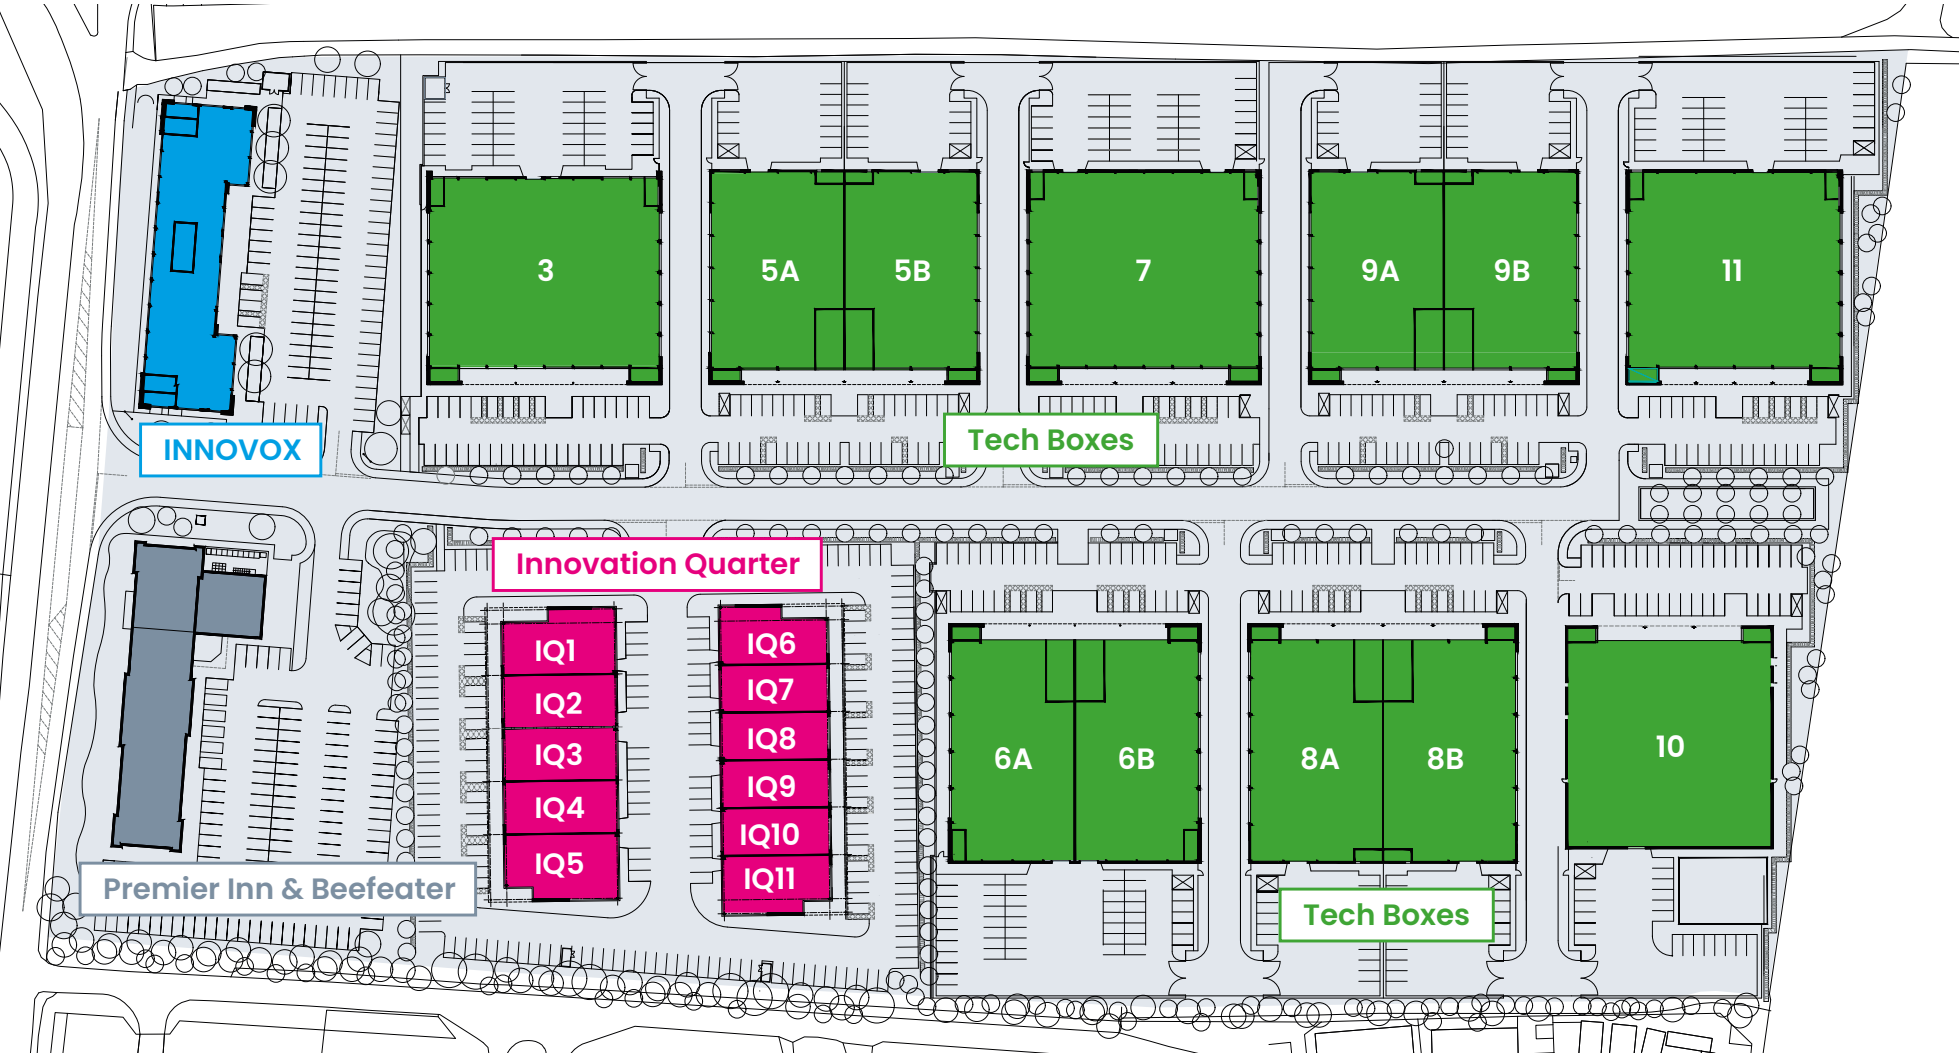 3
5A
5B
7
9A
9B
11
INNOVOX
Tech Boxes
Innovation Quarter
IQ1
IQ2
IQ3
IQ4
IQ5
IQ6
IQ7
IQ8
IQ9
IQ10
IQ11
6A
6B
8A
8B
10
Premier Inn & Beefeater
Tech Boxes